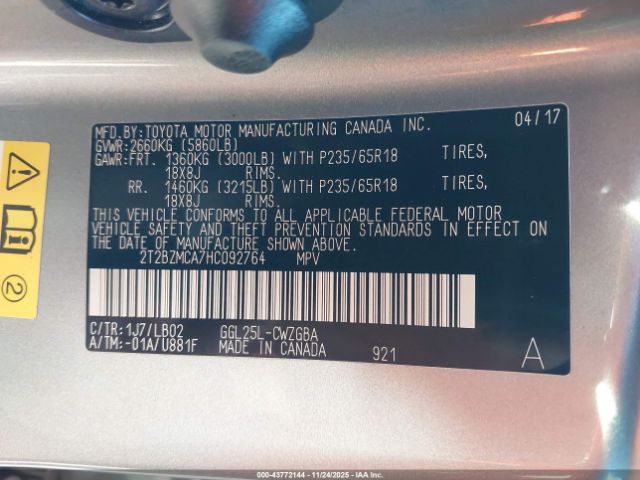 MFD.BY: TOYOTA MOTOR MANUFACTURING CANADA INC. 04/17
GVWR: 2660KG (5860LB)
GAWR: FRT. 1360KG (3000LB) WITH P235/65R18 TIRES,
18X8J RIMS.
RR. 1460KG (3215LB) WITH P235/65R18 TIRES,
18X8J RIMS.
THIS VEHICLE CONFORMS TO ALL APPLICABLE FEDERAL MOTOR
VEHICLE SAFETY AND THEFT PREVENTION STANDARDS IN EFFECT ON
THE DATE OF MANUFACTURE SHOWN ABOVE.
2T2BZMCA7HC092764 MPV
C/TR: 1J7/LB02 GGL25L-CWZGBA
A/TM: -01A/U881F MADE IN CANADA 921 A
2
000-43772144 - 11/24/2025 - IAA Inc.